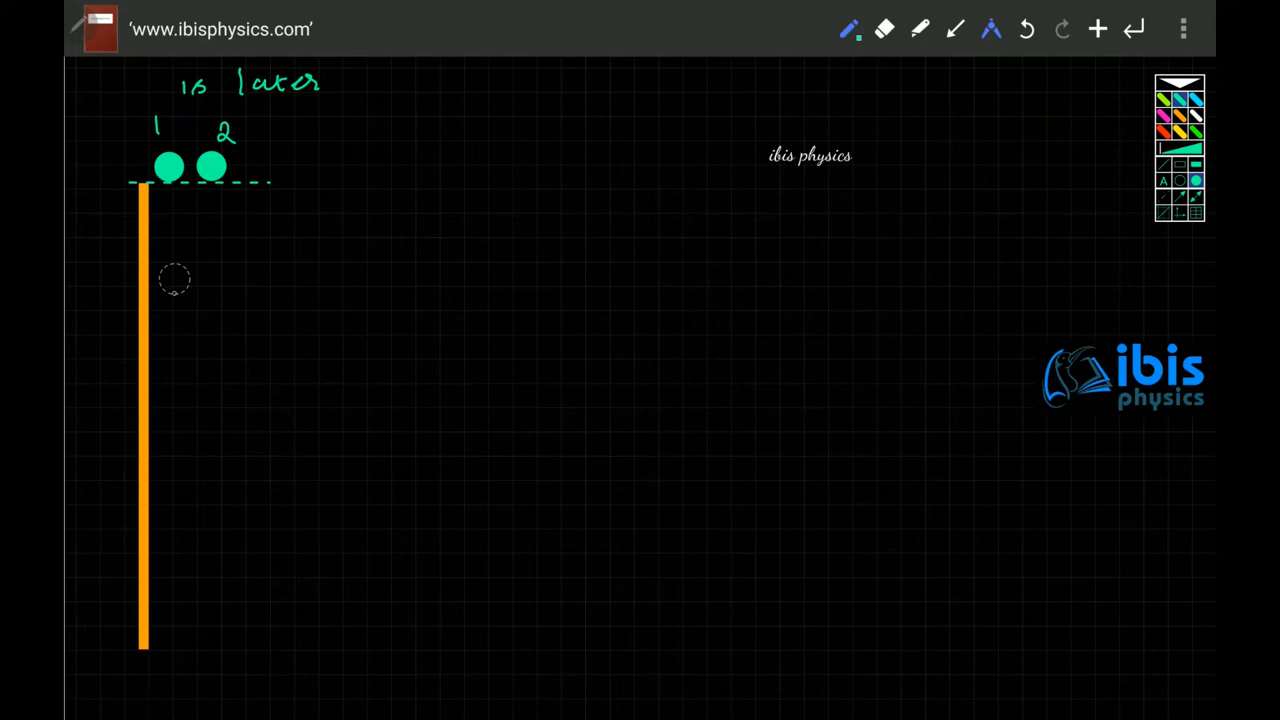 'www.ibisphysics.com'
1s later
1 2
ibis physics
A
ibis
physics